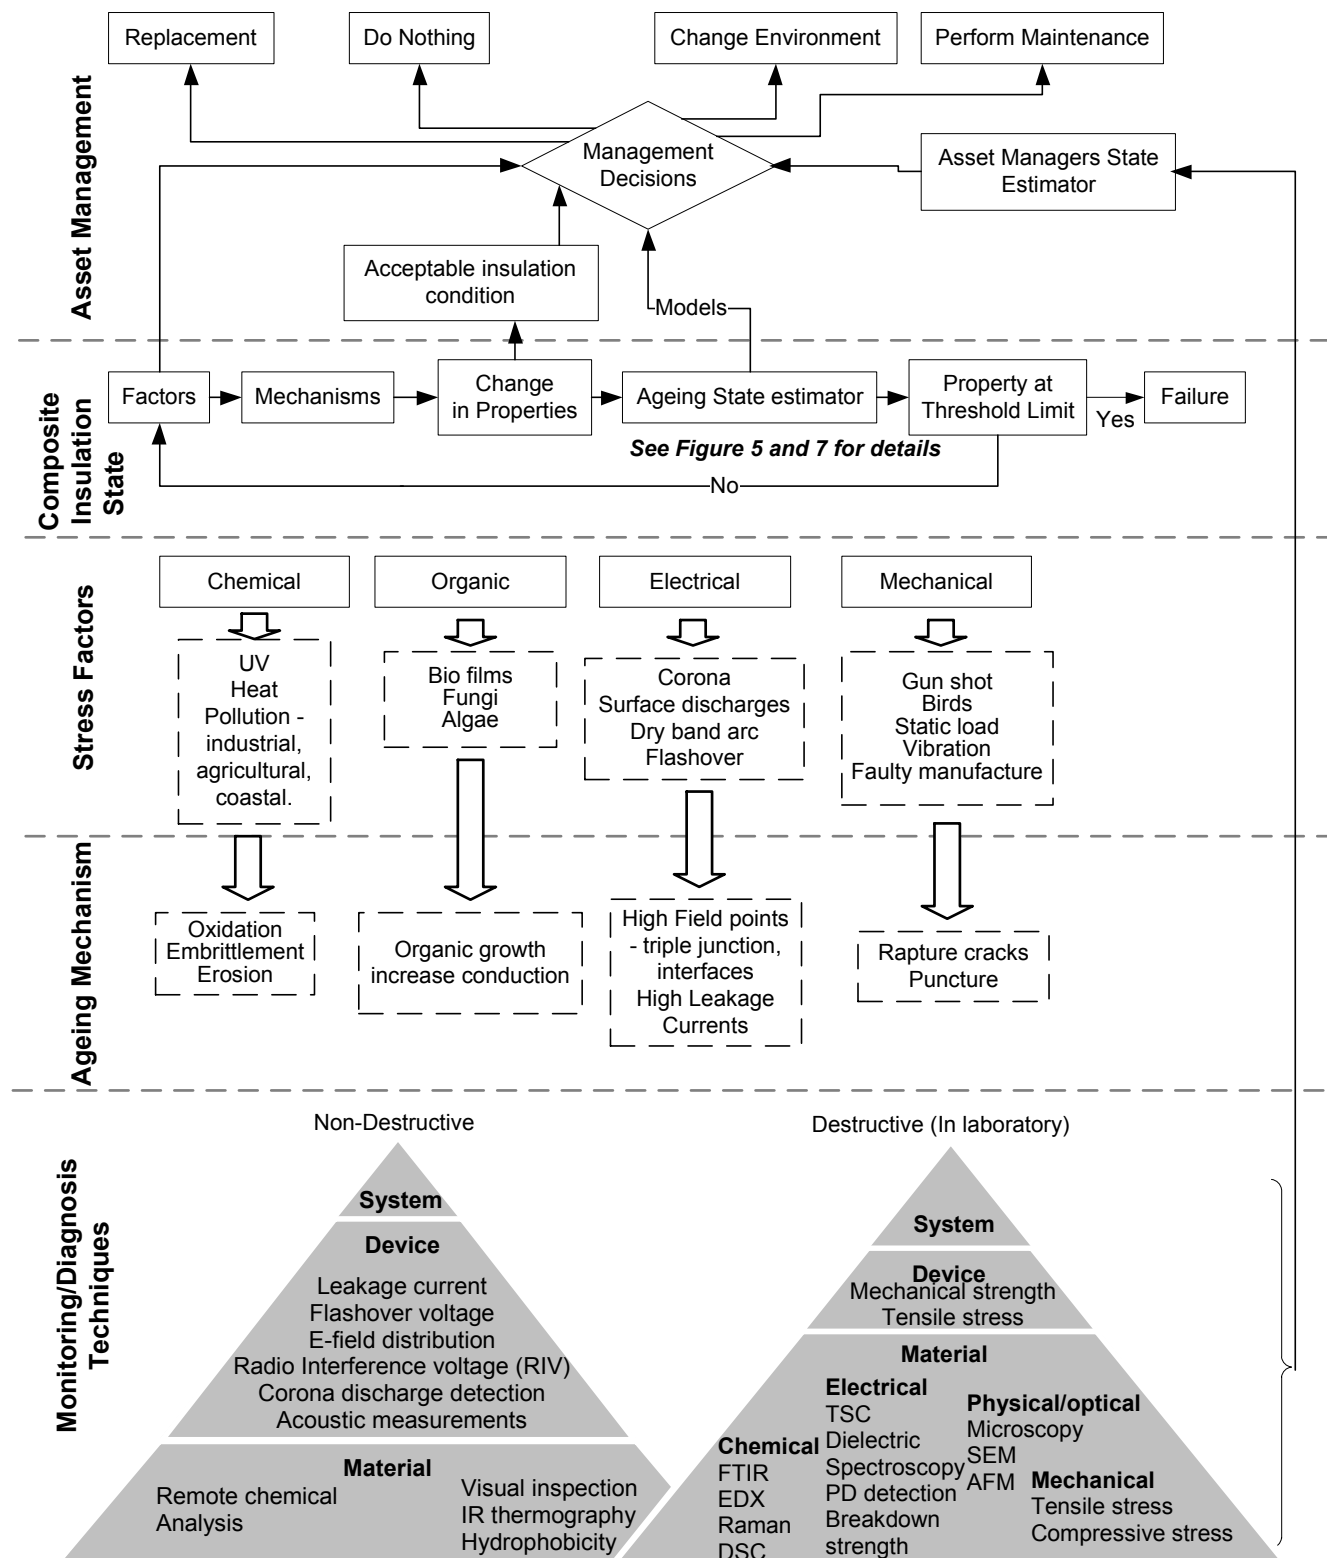 Replacement
Do Nothing
Change Environment
Perform Maintenance
Asset Management
Management
Decisions
Asset Managers State
Estimator
Acceptable insulation
condition
Models
Composite
Insulation
State
Factors
Mechanisms
Change
in Properties
Ageing State estimator
Property at
Threshold Limit
Yes
Failure
See Figure 5 and 7 for details
No
Stress Factors
Chemical
Organic
Electrical
Mechanical
UV
Heat
Pollution -
industrial,
agricultural,
coastal.
Bio films
Fungi
Algae
Corona
Surface discharges
Dry band arc
Flashover
Gun shot
Birds
Static load
Vibration
Faulty manufacture
Ageing Mechanism
Oxidation
Embrittlement
Erosion
Organic growth
increase conduction
High Field points
- triple junction,
interfaces
High Leakage
Currents
Rapture cracks
Puncture
Monitoring/Diagnosis
Techniques
Non-Destructive
System
Device
Leakage current
Flashover voltage
E-field distribution
Radio Interference voltage (RIV)
Corona discharge detection
Acoustic measurements
Material
Remote chemical
Analysis
Visual inspection
IR thermography
Hydrophobicity
Destructive (In laboratory)
System
Device
Mechanical strength
Tensile stress
Material
Chemical
FTIR
EDX
Raman
DSC
Electrical
TSC
Dielectric
Spectroscopy
PD detection
Breakdown
strength
Physical/optical
Microscopy
SEM
AFM
Mechanical
Tensile stress
Compressive stress